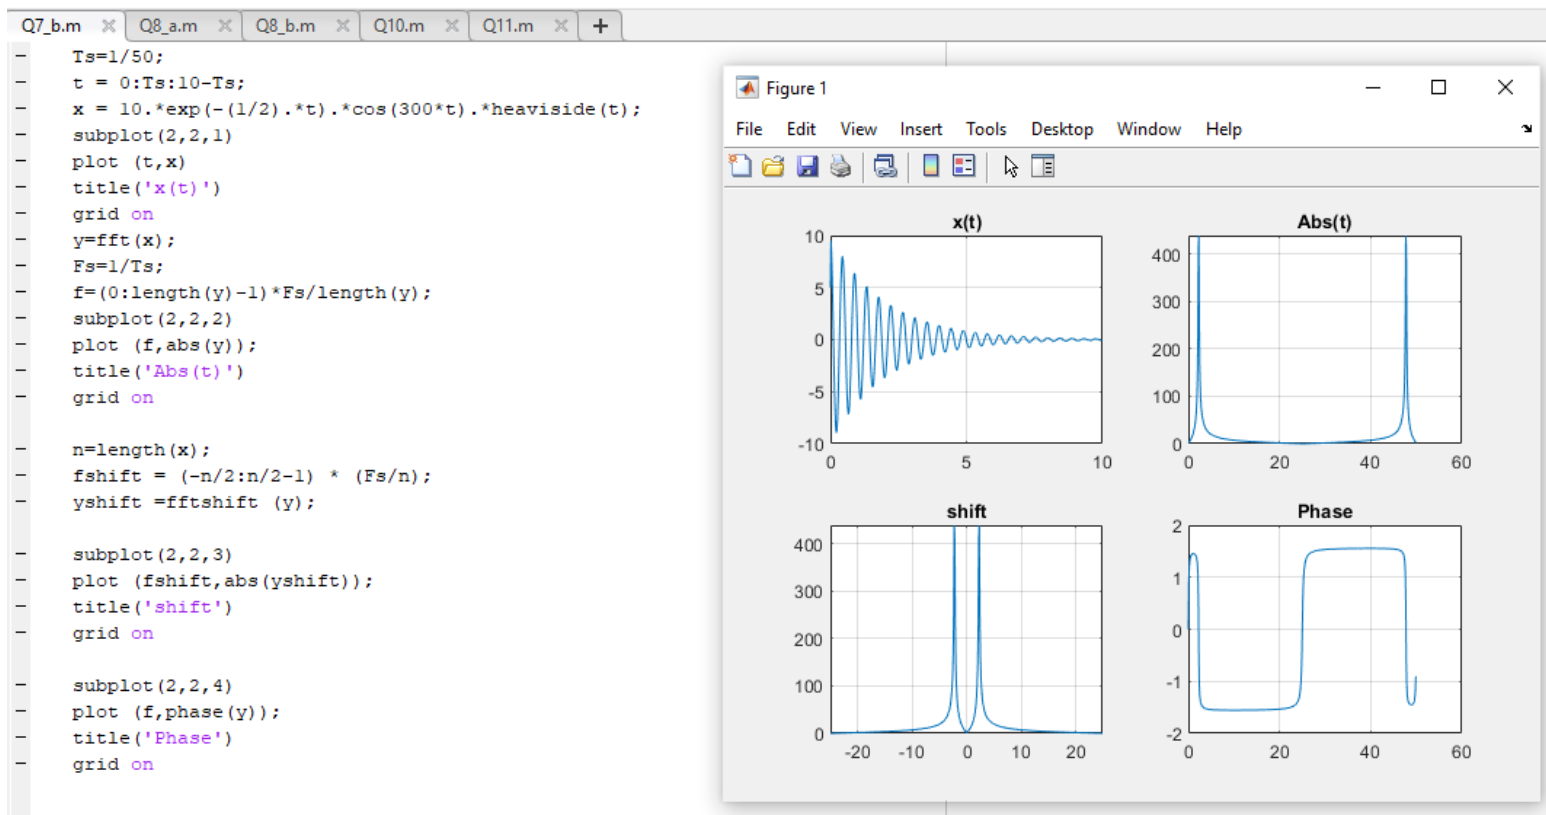 Q7_b.m Q8_a.m Q8_b.m Q10.m Q11.m
Ts=1/50;
t = 0:Ts:10-Ts;
x = 10.*exp(-(1/2).*t).*cos(300*t).*heaviside(t);
subplot(2,2,1)
plot (t,x)
title('x(t)')
grid on
y=fft(x);
Fs=1/Ts;
f=(0:length(y)-1)*Fs/length(y);
subplot(2,2,2)
plot (f,abs(y));
title('Abs(t)')
grid on
n=length(x);
fshift = (-n/2:n/2-1) * (Fs/n);
yshift =fftshift (y);
subplot(2,2,3)
plot (fshift,abs(yshift));
title('shift')
grid on
subplot(2,2,4)
plot (f,phase(y));
title('Phase')
grid on
Figure 1
File Edit View Insert Tools Desktop Window Help
x(t)
10
5
0
-5
-10
0 5 10
Abs(t)
400
300
200
100
0
0 20 40 60
shift
400
300
200
100
0
-20 -10 0 10 20
Phase
2
1
0
-1
-2
0 20 40 60